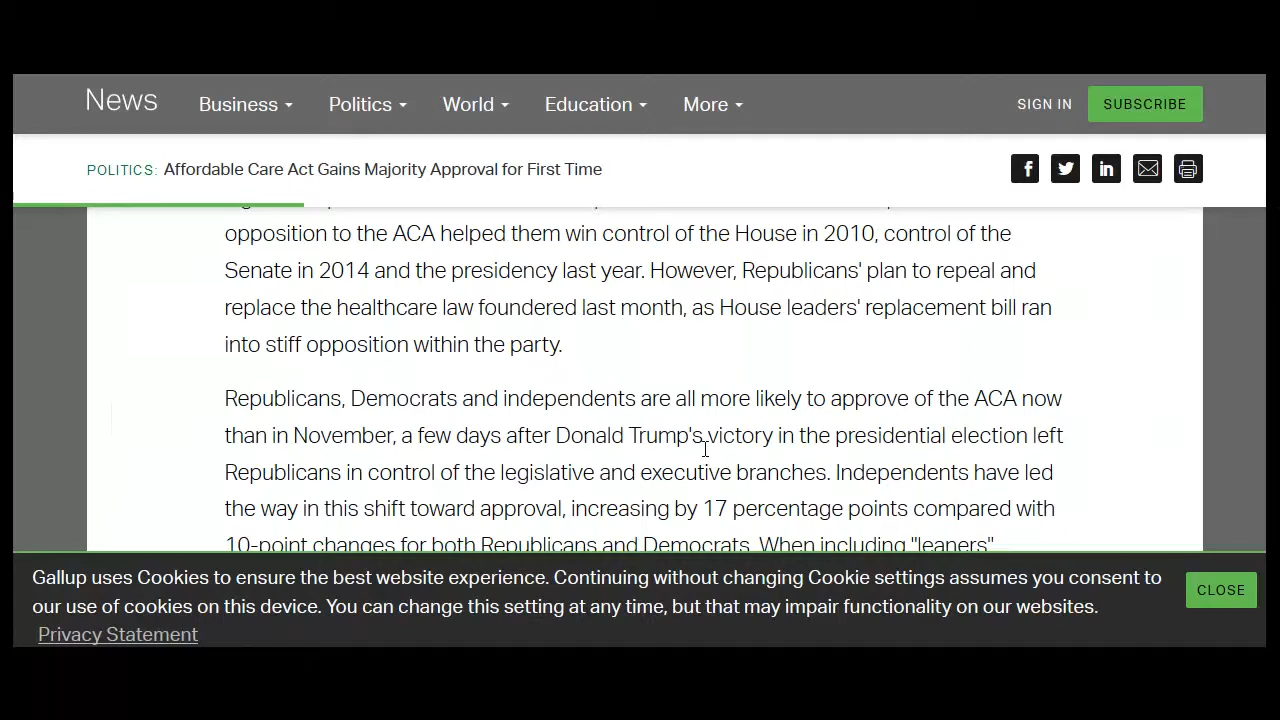 News Business Politics World Education More SIGN IN SUBSCRIBE
POLITICS: Affordable Care Act Gains Majority Approval for First Time
opposition to the ACA helped them win control of the House in 2010, control of the
Senate in 2014 and the presidency last year. However, Republicans' plan to repeal and
replace the healthcare law foundered last month, as House leaders' replacement bill ran
into stiff opposition within the party.
Republicans, Democrats and independents are all more likely to approve of the ACA now
than in November, a few days after Donald Trump's victory in the presidential election left
Republicans in control of the legislative and executive branches. Independents have led
the way in this shift toward approval, increasing by 17 percentage points compared with
10-point changes for both Republicans and Democrats. When including "leaners"
Gallup uses Cookies to ensure the best website experience. Continuing without changing Cookie settings assumes you consent to
our use of cookies on this device. You can change this setting at any time, but that may impair functionality on our websites.
Privacy Statement
CLOSE